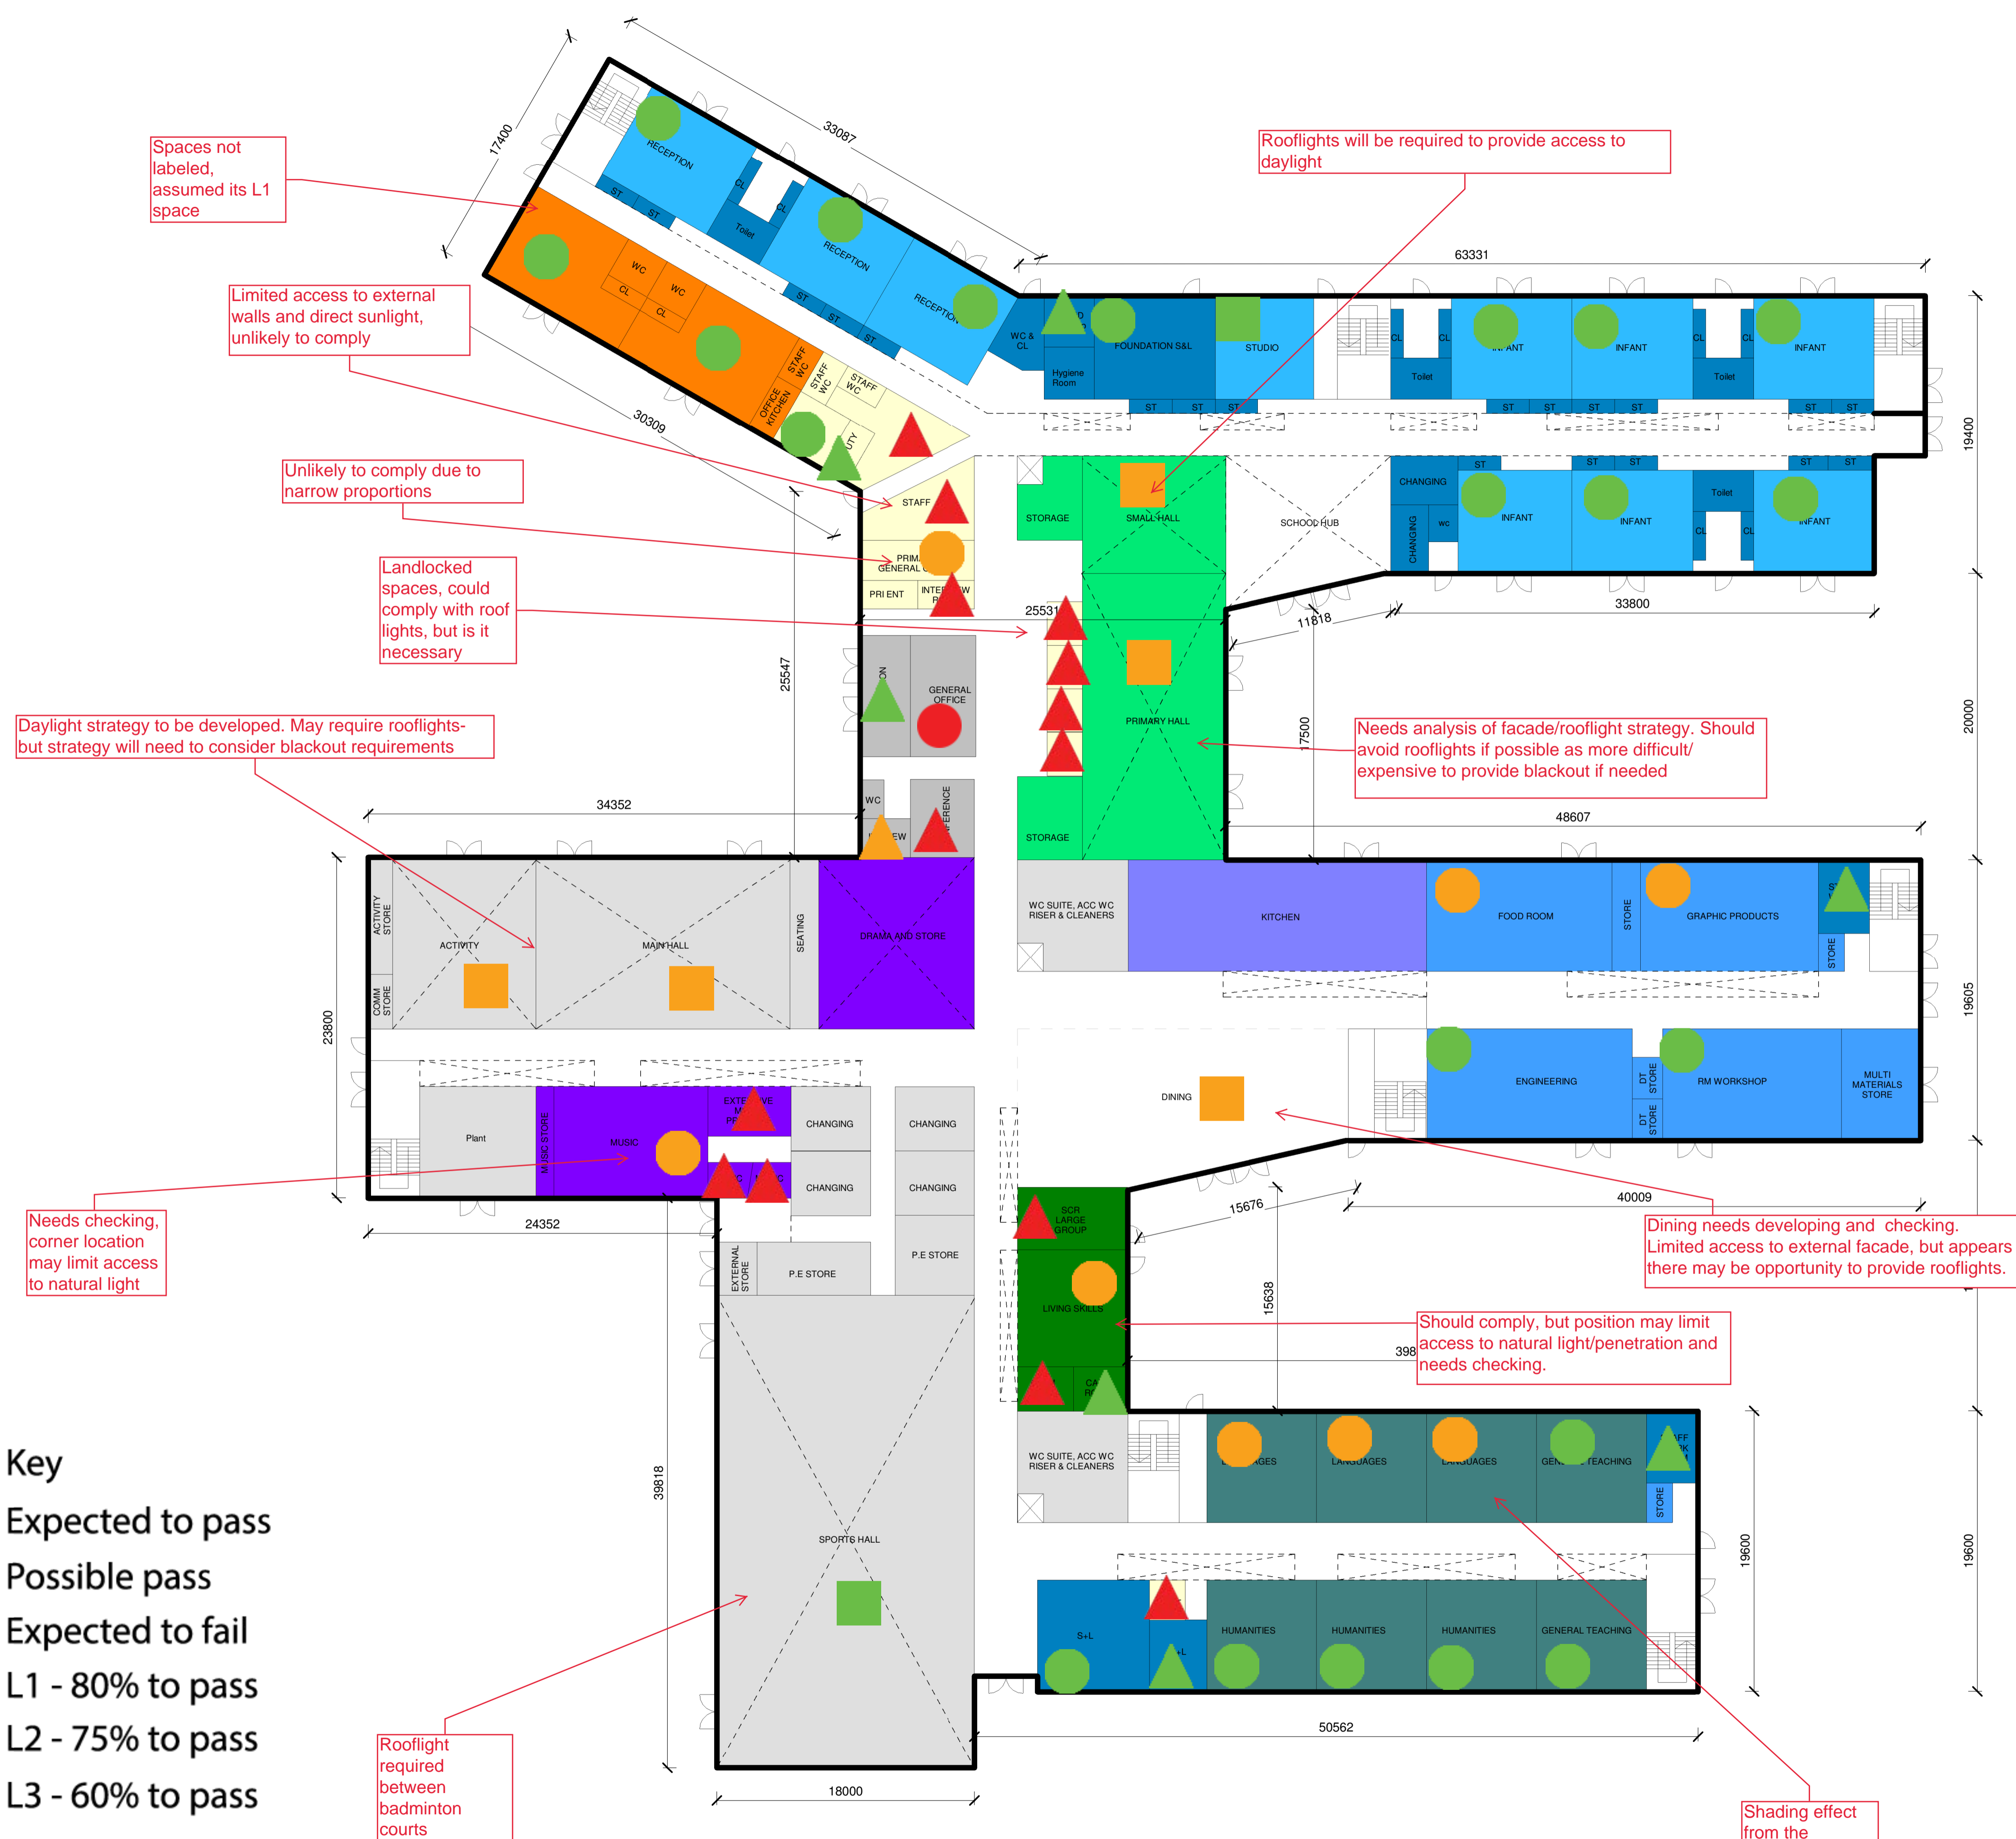 33087
17400
Spaces not
labeled,
assumed its L1
space
Rooflights will be required to provide access to
daylight
RECEPTION
CL
ST
ST
CL
Toilet
RECEPTION
RECEPTION
ST
ST
ST
63331
WC
WC
CL
CL
Limited access to external
walls and direct sunlight,
unlikely to comply
STAFF
WC
OFFICE
KITCHEN
STAFF
WC
STAFF
WC
30309
WC &
CL
Hygiene
Room
FOUNDATION S&L
STUDIO
CL
CL
Toilet
INFANT
INFANT
CL
CL
Toilet
INFANT
ST
ST
ST
ST
ST
ST
ST
ST
ST
19400
Unlikely to comply due to
narrow proportions
STAFF
STORAGE
SMALL HALL
SCHOOL HUB
CHANGING
CHANGING
WC
ST
ST
ST
ST
ST
INFANT
INFANT
Toilet
CL
CL
INFANT
GENERAL
PRI ENT
Landlocked
spaces, could
comply with roof
lights, but is it
necessary
25531
11818
33800
25547
GENERAL
OFFICE
PRIMARY HALL
17500
20000
Daylight strategy to be developed. May require rooflights-
but strategy will need to consider blackout requirements
Needs analysis of facade/rooflight strategy. Should
avoid rooflights if possible as more difficult/
expensive to provide blackout if needed
34352
WC
STORAGE
48607
ACTIVITY
STORE
COMM
STORE
ACTIVITY
MAIN HALL
SEATING
DRAMA AND STORE
WC SUITE, ACC WC
RISER & CLEANERS
KITCHEN
FOOD ROOM
STORE
GRAPHIC PRODUCTS
STORE
23800
19605
Plant
MUSIC STORE
MUSIC
CHANGING
CHANGING
CHANGING
CHANGING
DINING
ENGINEERING
DT
STORE
DT
STORE
RM WORKSHOP
MULTI
MATERIALS
STORE
Needs checking,
corner location
may limit access
to natural light
24352
EXTERNAL
STORE
P.E STORE
P.E STORE
SCR
LARGE
GROUP
15676
40009
Dining needs developing and checking.
Limited access to external facade, but appears
there may be opportunity to provide rooflights.
LIVING SKILLS
15638
Should comply, but position may limit
access to natural light/penetration and
needs checking.
398
39818
SPORTS HALL
WC SUITE, ACC WC
RISER & CLEANERS
LANGUAGES
LANGUAGES
GENERAL TEACHING
STORE
19600
19600
S+L
HUMANITIES
HUMANITIES
HUMANITIES
GENERAL TEACHING
50562
18000
Rooflight
required
between
badminton
courts
Shading effect
from the
Key
Expected to pass
Possible pass
Expected to fail
L1 - 80% to pass
L2 - 75% to pass
L3 - 60% to pass